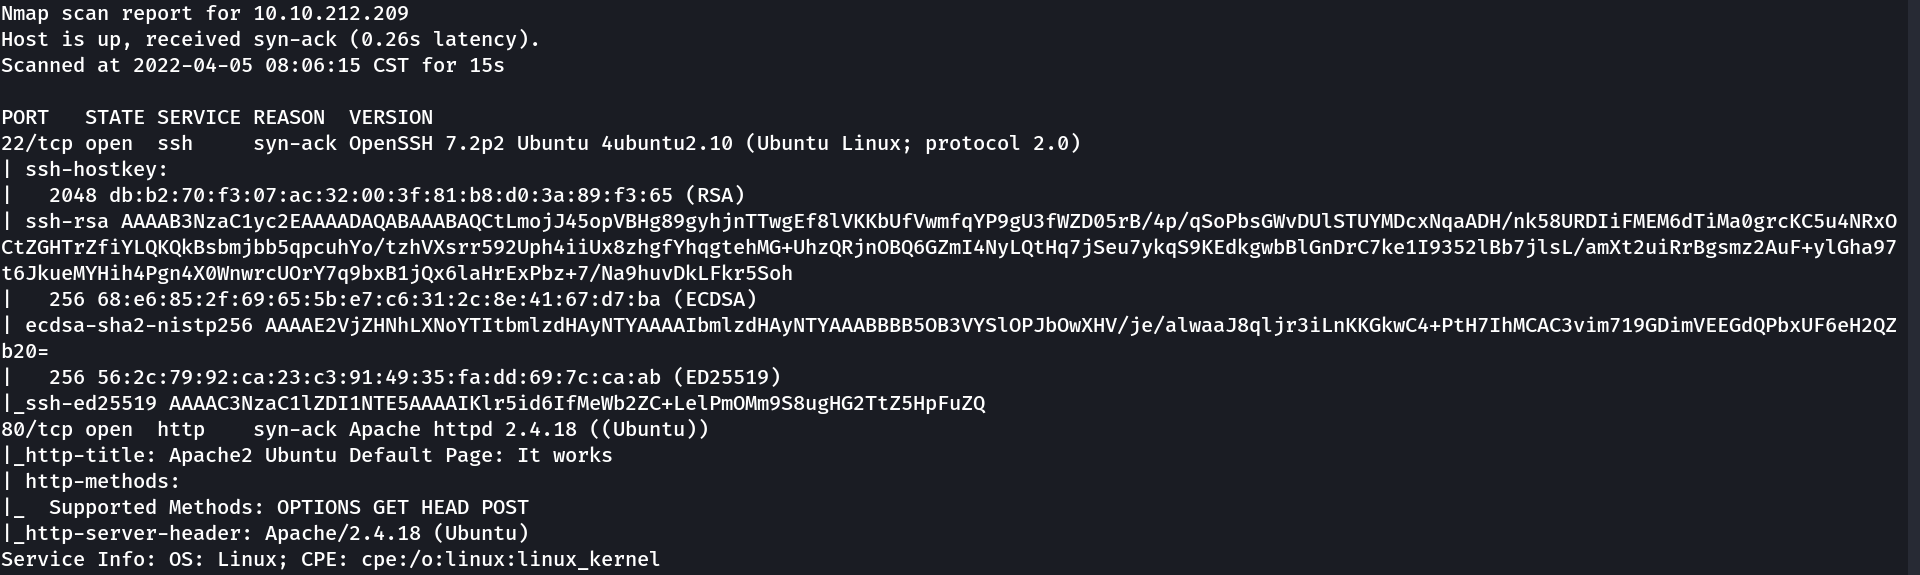 Nmap scan report for 10.10.212.209
Host is up, received syn-ack (0.26s latency).
Scanned at 2022-04-05 08:06:15 CST for 15s
PORT   STATE SERVICE REASON  VERSION
22/tcp open  ssh     syn-ack OpenSSH 7.2p2 Ubuntu 4ubuntu2.10 (Ubuntu Linux; protocol 2.0)
| ssh-hostkey:
|   2048 db:b2:70:f3:07:ac:32:00:3f:81:b8:d0:3a:89:f3:65 (RSA)
| ssh-rsa AAAAB3NzaC1yc2EAAAADAQABAAABAQCtLmojJ45opVBHg89gyhjnTTwgEf8lVKKbUfVwmfqYP9gU3fWZD05rB/4p/qSoPbsGWvDUlSTUYMDcxNqaADH/nk58URDIiFMEM6dTiMa0grcKC5u4NRxO
CtZGHTrZfiYLQKQkBsbmjbb5qpcuhYo/tzhVXsrr592Uph4iiUx8zhgfYhqgtehMG+UhzQRjnOBQ6GZmI4NyLQtHq7jSeu7ykqS9KEdkgwbBlGnDrC7ke1I9352lBb7jlsL/amXt2uiRrBgsmz2AuF+ylGha97
t6JkueMYHih4Pgn4X0WnwrcUOrY7q9bxB1jQx6laHrExPbz+7/Na9huvDkLFkr5Soh
|   256 68:e6:85:2f:69:65:5b:e7:c6:31:2c:8e:41:67:d7:ba (ECDSA)
| ecdsa-sha2-nistp256 AAAAE2VjZHNhLXNoYTItbmlzdHAyNTYAAAAIbmlzdHAyNTYAAABBBB5OB3VYSlOPJbOwXHV/je/alwaaJ8qljr3iLnKKGkwC4+PtH7IhMCAC3vim719GDimVEEGdQPbxUF6eH2QZ
b20=
|   256 56:2c:79:92:ca:23:c3:91:49:35:fa:dd:69:7c:ca:ab (ED25519)
|_ssh-ed25519 AAAAC3NzaC1lZDI1NTE5AAAAIKlr5id6IfMeWb2ZC+LelPmOMm9S8ugHG2TtZ5HpFuZQ
80/tcp open  http    syn-ack Apache httpd 2.4.18 ((Ubuntu))
|_http-title: Apache2 Ubuntu Default Page: It works
| http-methods:
|_  Supported Methods: OPTIONS GET HEAD POST
|_http-server-header: Apache/2.4.18 (Ubuntu)
Service Info: OS: Linux; CPE: cpe:/o:linux:linux_kernel